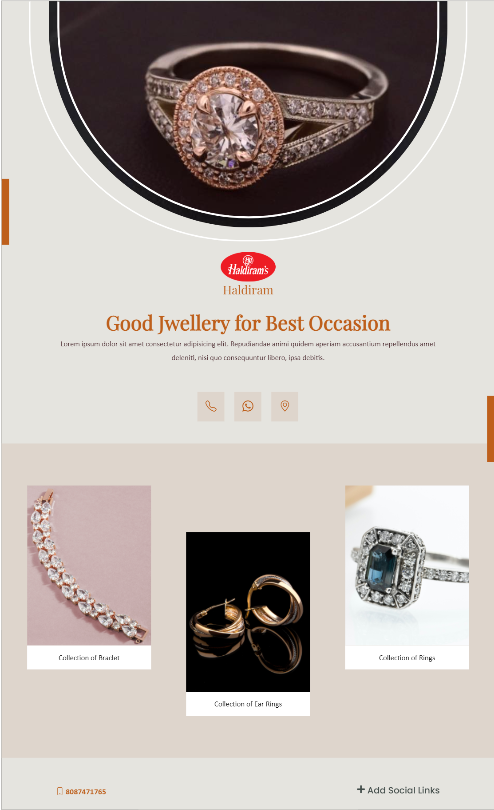 Haldiram's
Haldiram
Good Jwellery for Best Occasion
Lorem ipsum dolor sit amet consectetur adipisicing elit. Repudiandae animi quidem aperiam accusantium repellendus amet
deleniti, nisi quo consequuntur libero, ipsa debitis.
Collection of Braclet
Collection of Ear Rings
Collection of Rings
8087471765
Add Social Links